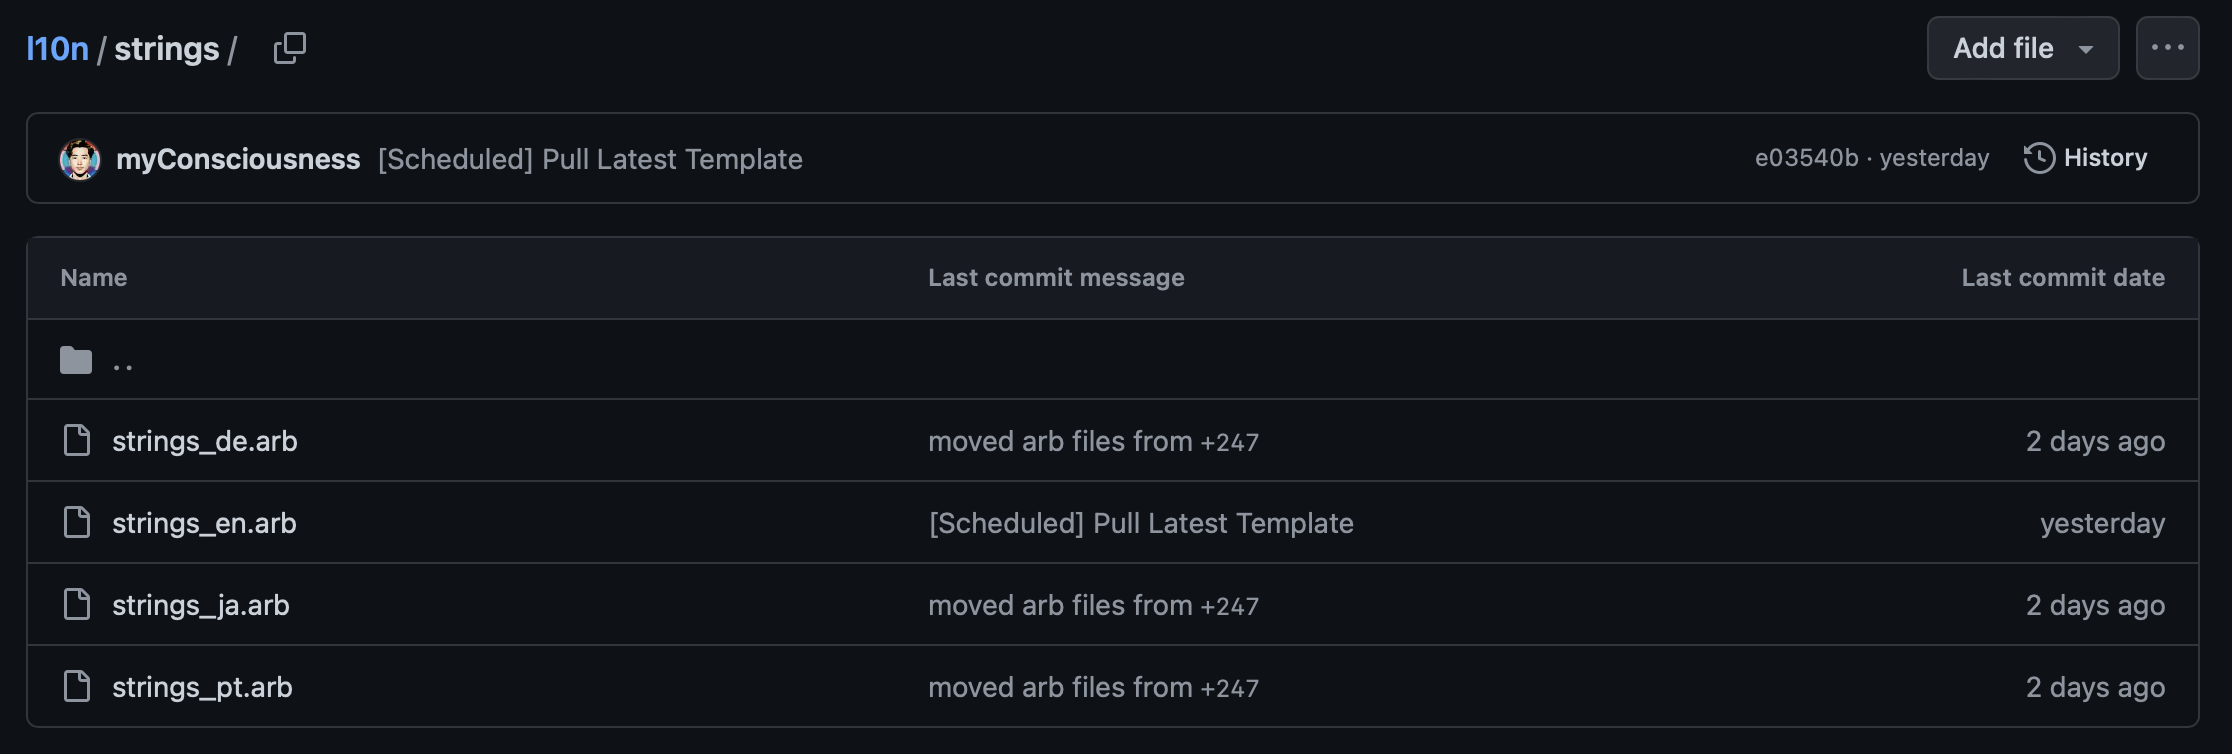 l10n / strings /
Add file
myConsciousness [Scheduled] Pull Latest Template
e03540b · yesterday
History
Name Last commit message Last commit date
..
strings_de.arb moved arb files from +247 2 days ago
strings_en.arb [Scheduled] Pull Latest Template yesterday
strings_ja.arb moved arb files from +247 2 days ago
strings_pt.arb moved arb files from +247 2 days ago